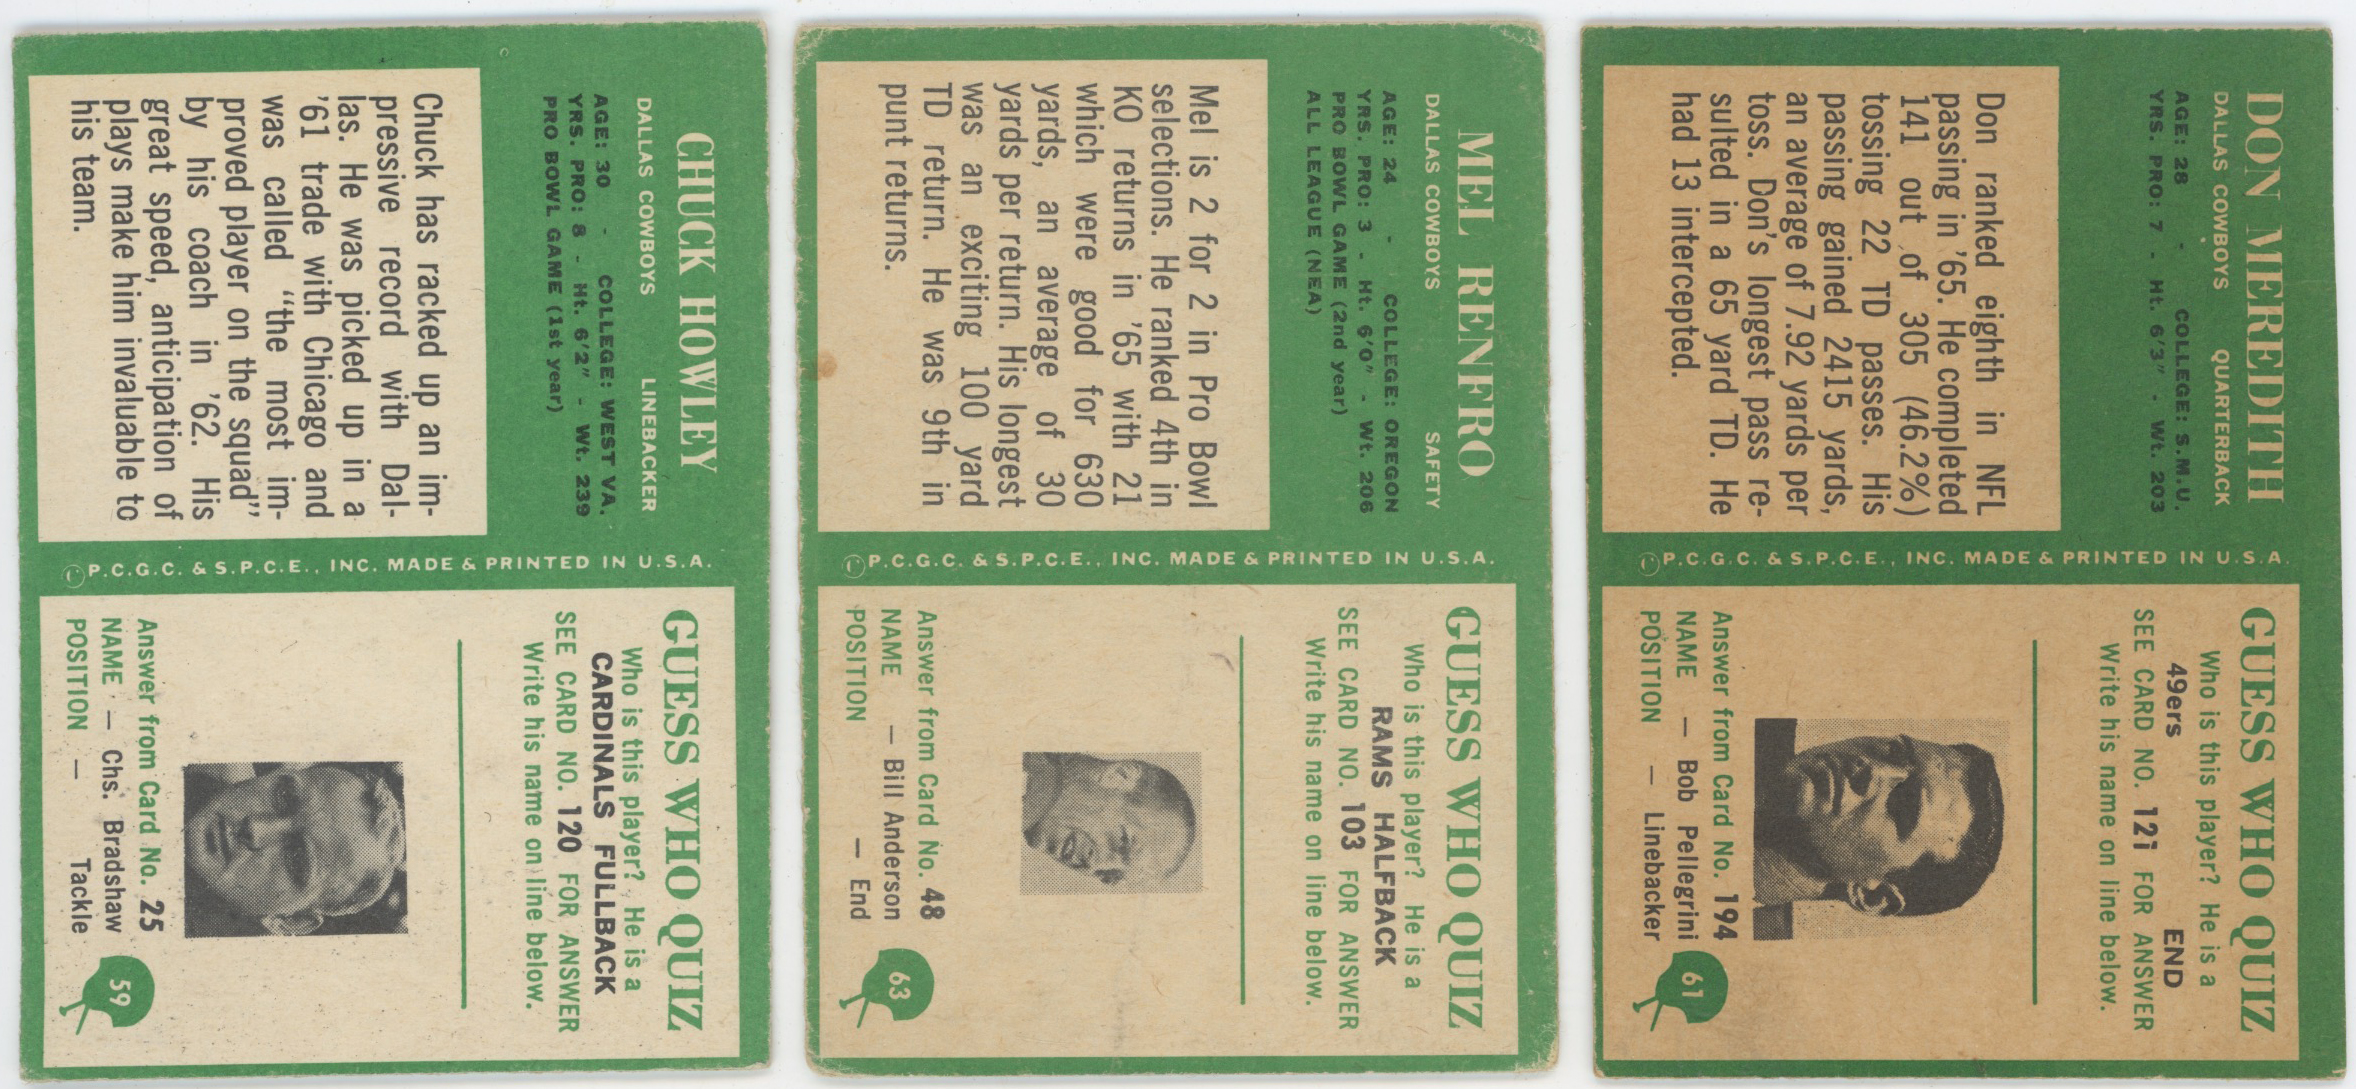 CHUCK HOWLEY
DALLAS COWBOYS LINEBACKER
AGE: 30 - COLLEGE: WEST VA.
YRS. PRO: 8 - Ht. 6'2" - Wt. 239
PRO BOWL GAME (1st year)
Chuck has racked up an im-
pressive record with Dal-
las. He was picked up in a
'61 trade with Chicago and
was called "the most im-
proved player on the squad"
by his coach in '62. His
great speed, anticipation of
plays make him invaluable to
his team.
©P.C.G.C. & S.P.C.E., INC. MADE & PRINTED IN U.S.A.
GUESS WHO QUIZ
Who is this player? He is a
CARDINALS FULLBACK
SEE CARD NO. 120 FOR ANSWER
Write his name on line below.
Answer from Card No. 25
NAME — Chs. Bradshaw
POSITION — Tackle
59
MEL RENFRO
DALLAS COWBOYS SAFETY
AGE: 24 - COLLEGE: OREGON
YRS. PRO: 3 - Ht. 6'0" - Wt. 206
PRO BOWL GAME (2nd year)
ALL LEAGUE (NEA)
Mel is 2 for 2 in Pro Bowl
selections. He ranked 4th in
KO returns in '65 with 21
which were good for 630
yards, an average of 30
yards per return. His longest
was an exciting 100 yard
TD return. He was 9th in
punt returns.
©P.C.G.C. & S.P.C.E., INC. MADE & PRINTED IN U.S.A.
GUESS WHO QUIZ
Who is this player? He is a
RAMS HALFBACK
SEE CARD NO. 103 FOR ANSWER
Write his name on line below.
Answer from Card No. 48
NAME — Bill Anderson
POSITION — End
63
DON MEREDITH
DALLAS COWBOYS QUARTERBACK
AGE: 28 - COLLEGE: S.M.U.
YRS. PRO: 7 - Ht. 6'3" - Wt. 203
Don ranked eighth in NFL
passing in '65. He completed
141 out of 305 (46.2%)
tossing 22 TD passes. His
passing gained 2415 yards,
an average of 7.92 yards per
toss. Don's longest pass re-
sulted in a 65 yard TD. He
had 13 intercepted.
©P.C.G.C. & S.P.C.E., INC. MADE & PRINTED IN U.S.A.
GUESS WHO QUIZ
Who is this player? He is a
49ers END
SEE CARD NO. 121 FOR ANSWER
Write his name on line below.
Answer from Card No. 194
NAME — Bob Pellegrini
POSITION — Linebacker
61